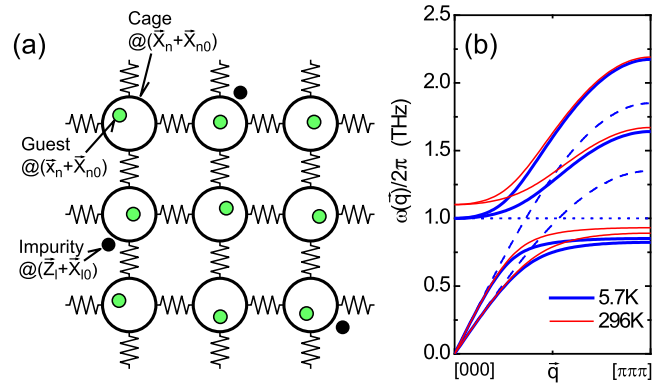 (a)
Cage
@(X⃗n+X⃗n0)
Guest
@(x⃗n+X⃗n0)
Impurity
@(Z⃗l+X⃗l0)
(b)
ω(q⃗)/2π (THz)
2.5
2.0
1.5
1.0
0.5
0.0
5.7K
296K
[000] q⃗ [πππ]